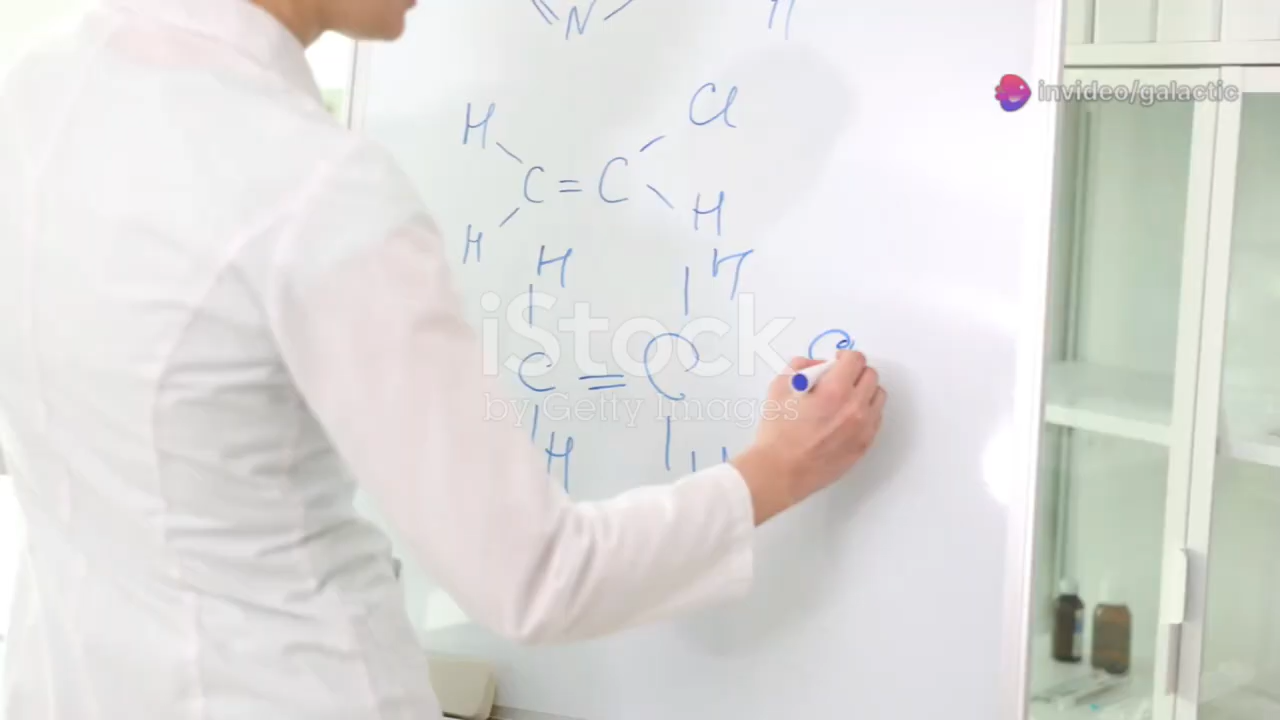 N H
invideo/galactic
Cl
H
C = C
H
H
H H
iStock
C = C C
by Getty Images
H H